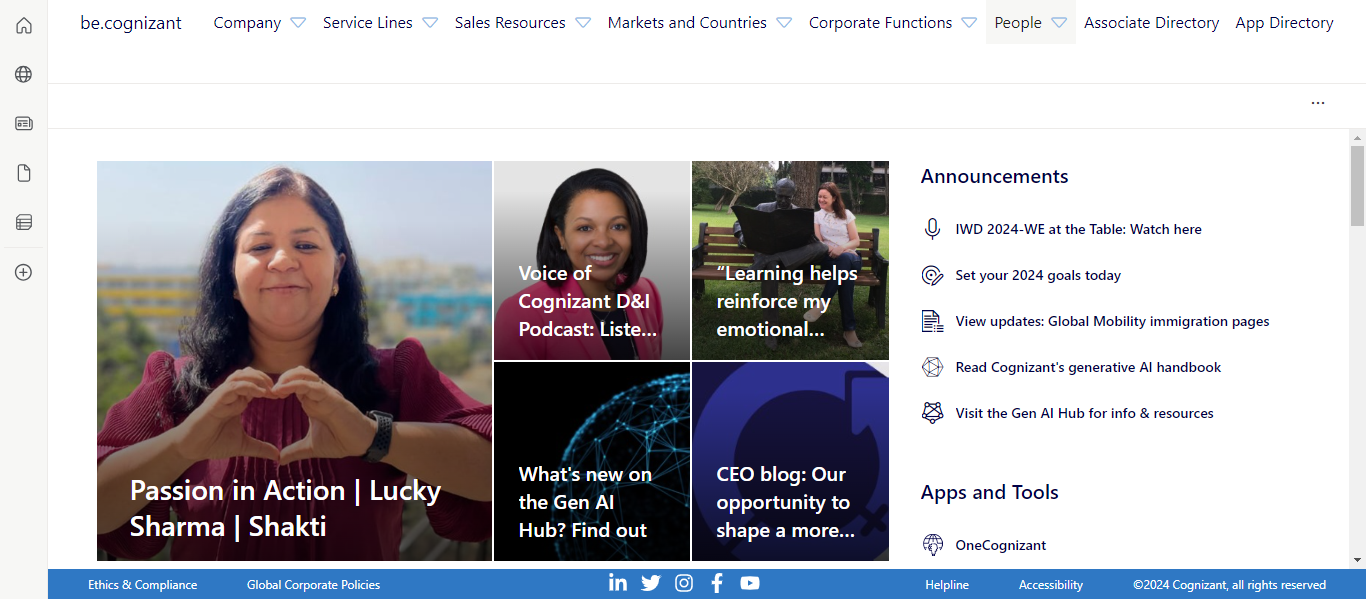 be.cognizant
Company
Service Lines
Sales Resources
Markets and Countries
Corporate Functions
People
Associate Directory
App Directory
...
Passion in Action | Lucky
Sharma | Shakti
Voice of
Cognizant D&I
Podcast: Liste...
“Learning helps
reinforce my
emotional...
What's new on
the Gen AI
Hub? Find out
CEO blog: Our
opportunity to
shape a more...
Announcements
IWD 2024-WE at the Table: Watch here
Set your 2024 goals today
View updates: Global Mobility immigration pages
Read Cognizant's generative AI handbook
Visit the Gen AI Hub for info & resources
Apps and Tools
OneCognizant
Ethics & Compliance
Global Corporate Policies
Helpline
Accessibility
©2024 Cognizant, all rights reserved